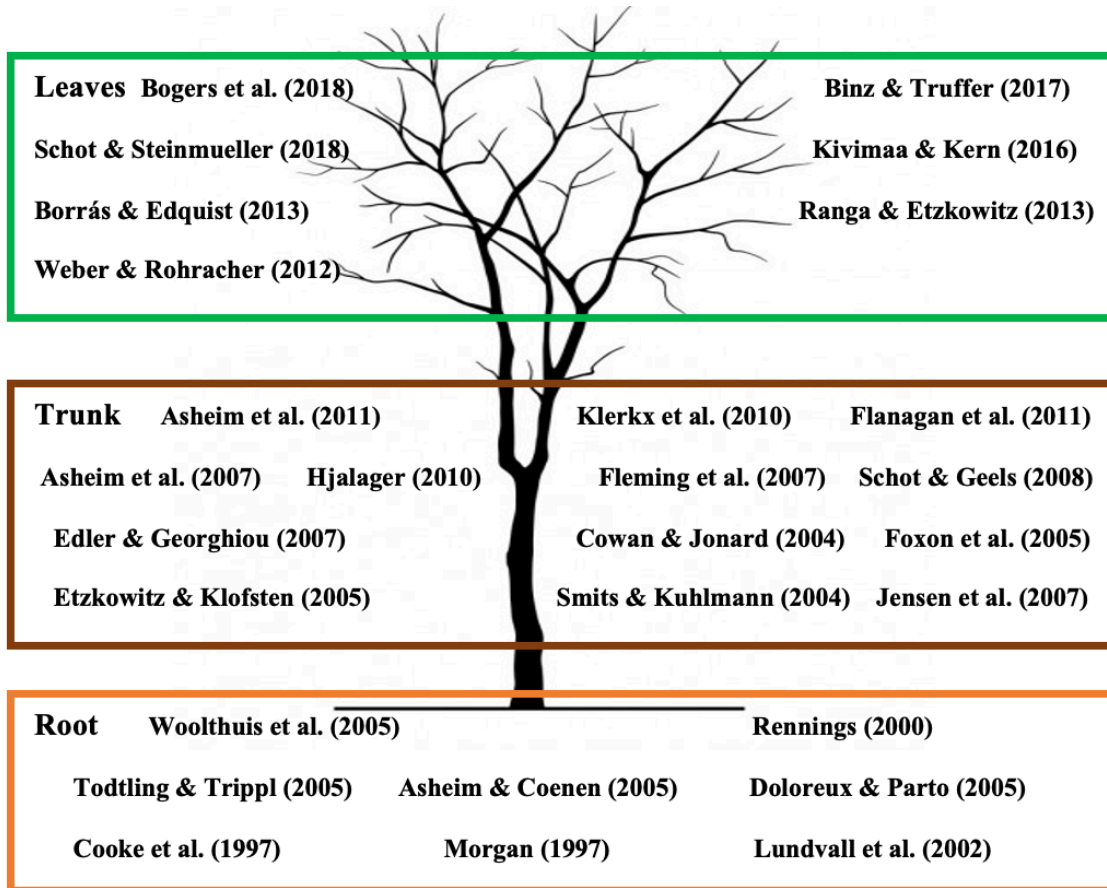 Leaves Bogers et al. (2018) Binz & Truffer (2017)
Schot & Steinmueller (2018) Kivimaa & Kern (2016)
Borrás & Edquist (2013) Ranga & Etzkowitz (2013)
Weber & Rohracher (2012)
Trunk Asheim et al. (2011) Klerkx et al. (2010) Flanagan et al. (2011)
Asheim et al. (2007) Hjalager (2010) Fleming et al. (2007) Schot & Geels (2008)
Edler & Georghiou (2007) Cowan & Jonard (2004) Foxon et al. (2005)
Etzkowitz & Klofsten (2005) Smits & Kuhlmann (2004) Jensen et al. (2007)
Root Woolthuis et al. (2005) Rennings (2000)
Todtling & Trippl (2005) Asheim & Coenen (2005) Doloreux & Parto (2005)
Cooke et al. (1997) Morgan (1997) Lundvall et al. (2002)